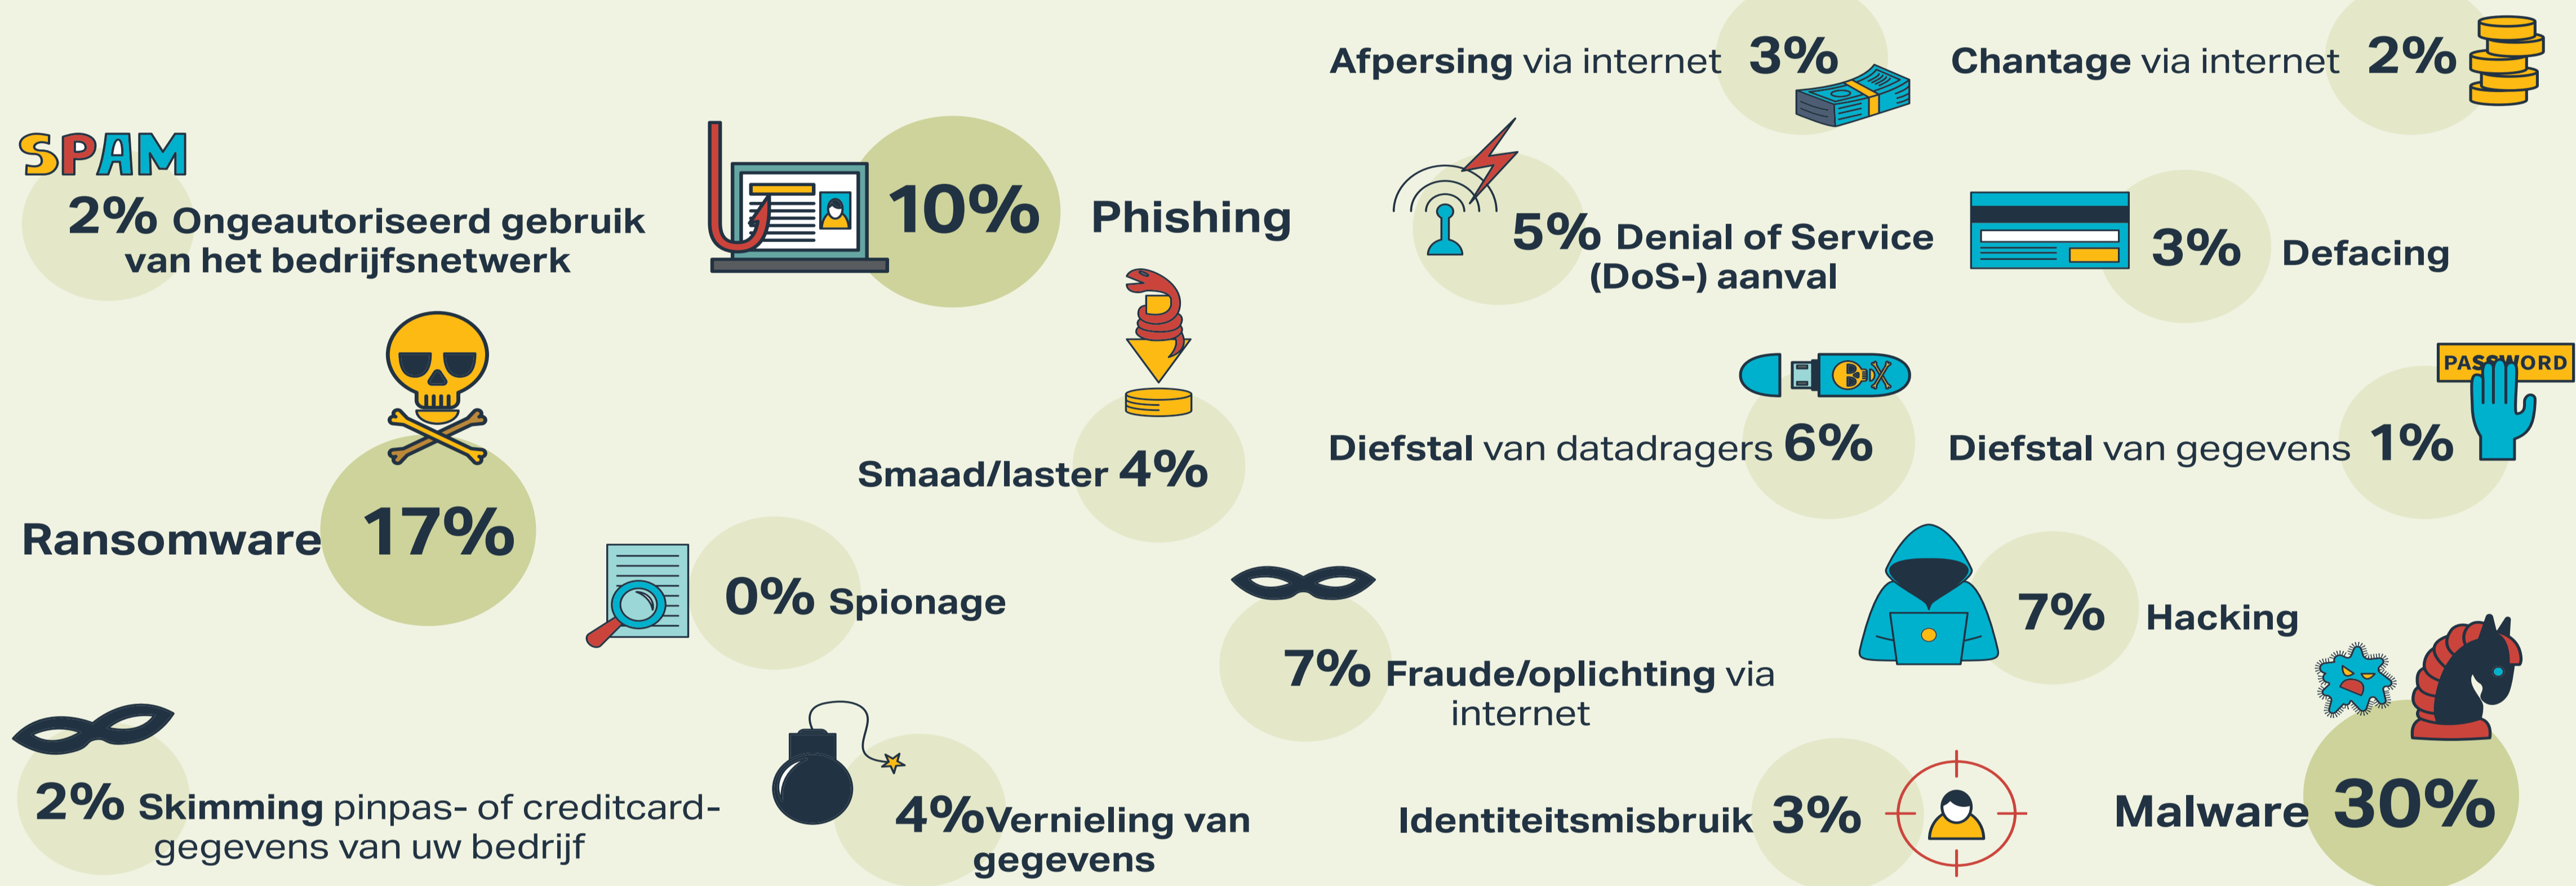 Afpersing via internet 3%
Chantage via internet 2%
SPAM
2% Ongeautoriseerd gebruik
van het bedrijfsnetwerk
10% Phishing
5% Denial of Service
(DoS-) aanval
3% Defacing
Smaad/laster 4%
Diefstal van datadragers 6%
PASSWORD
Diefstal van gegevens 1%
Ransomware 17%
0% Spionage
7% Fraude/oplichting via
internet
7% Hacking
2% Skimming pinpas- of creditcard-
gegevens van uw bedrijf
4%Vernieling van
gegevens
Identiteitsmisbruik 3%
Malware 30%